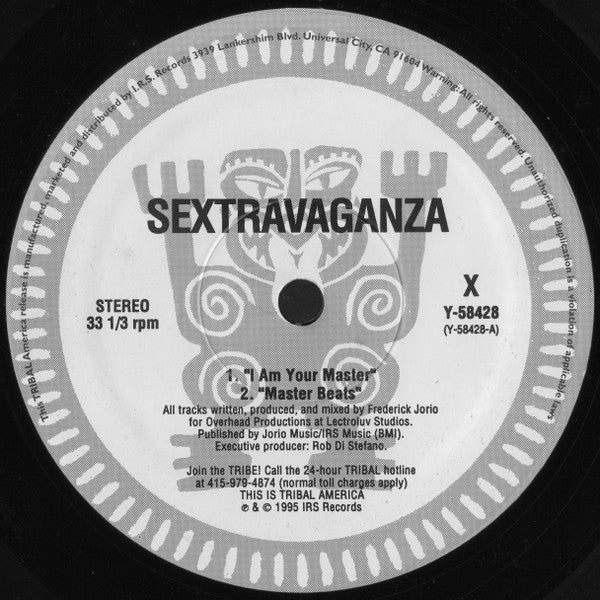 This TRIBAL America release is manufactured, marketed and distributed by I.R.S. Records 3939 Lankershim Blvd. Universal City, CA 91604 Warning: All rights reserved. Unauthorized duplication is a violation of applicable laws
SEXTRAVAGANZA
STEREO
33 1/3 rpm
X
Y-58428
(Y-58428-A)
1. "I Am Your Master"
2. "Master Beats"
All tracks written, produced, and mixed by Frederick Jorio
for Overhead Productions at Lectroluv Studios.
Published by Jorio Music/IRS Music (BMI).
Executive producer: Rob Di Stefano.
Join the TRIBE! Call the 24-hour TRIBAL hotline
at 415-979-4874 (normal toll charges apply)
THIS IS TRIBAL AMERICA
℗ & © 1995 IRS Records